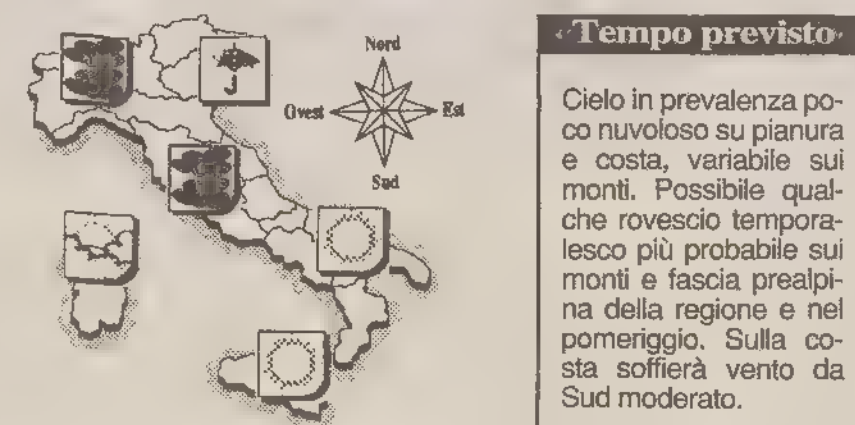 Nord
Ovest
Est
Sud
Tempo previsto
Cielo in prevalenza po-
co nuvoloso su pianura
e costa, variabile sui
monti. Possibile qual-
che rovescio tempora-
lesco più probabile sui
monti e fascia prealpi-
na della regione e nel
pomeriggio. Sulla co-
sta soffierà vento da
Sud moderato.